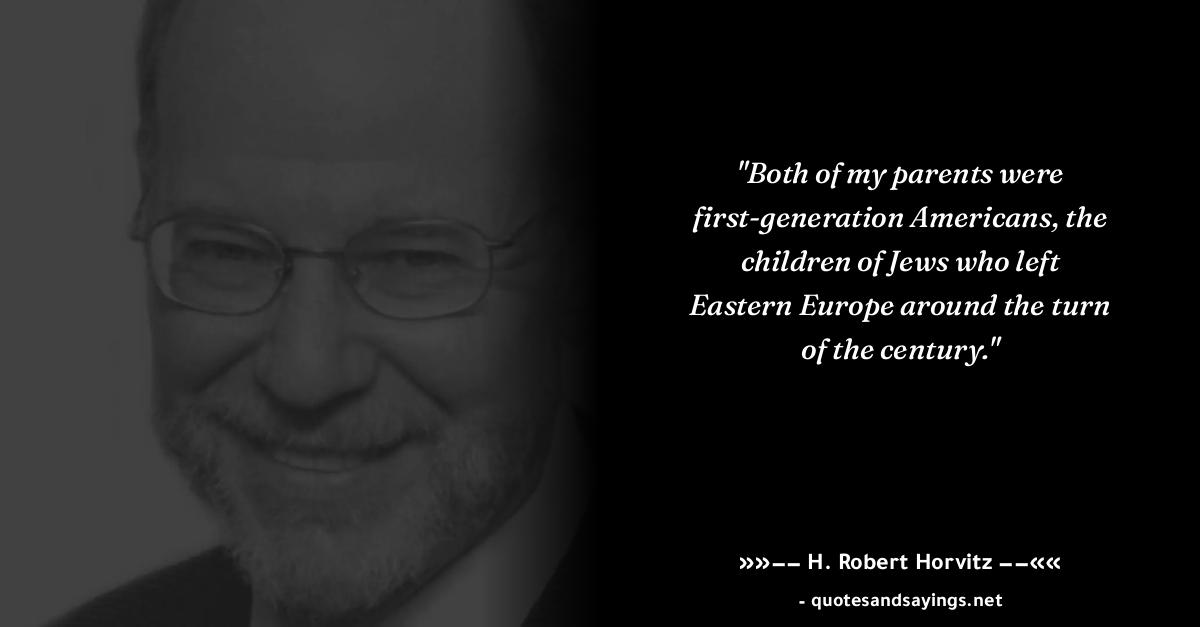 "Both of my parents were
first-generation Americans, the
children of Jews who left
Eastern Europe around the turn
of the century."
»»−− H. Robert Horvitz −−««
- quotesandsayings.net